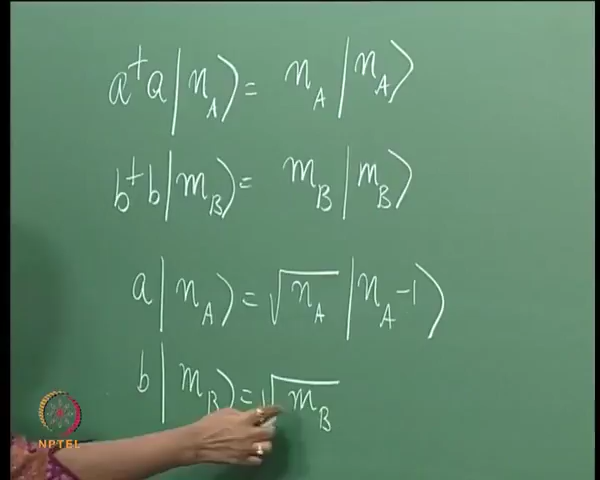 a†a|n_A⟩ = n_A|n_A⟩
b†b|m_B⟩ = m_B|m_B⟩
a|n_A⟩ = √n_A |n_A-1⟩
b|m_B⟩ = √m_B
NPTEL